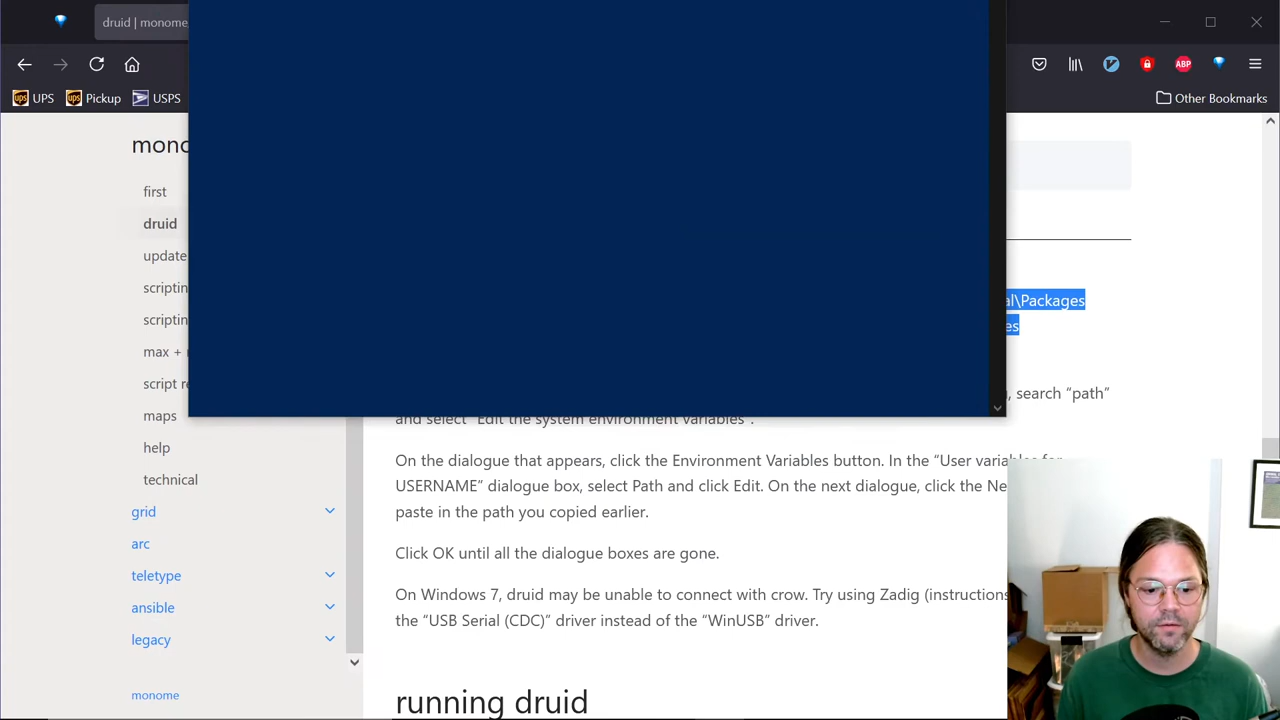 druid | monome
UPS
Pickup
USPS
Other Bookmarks
ABP
first
druid
update
al\Packages
es
max +
maps
help
technical
grid
arc
teletype
ansible
legacy
monome
, search “path”
and select “Edit the system environment variables”.
On the dialogue that appears, click the Environment Variables button. In the “User variables for
USERNAME” dialogue box, select Path and click Edit. On the next dialogue, click the Ne
paste in the path you copied earlier.
Click OK until all the dialogue boxes are gone.
On Windows 7, druid may be unable to connect with crow. Try using Zadig (instructions
the “USB Serial (CDC)” driver instead of the “WinUSB” driver.
running druid